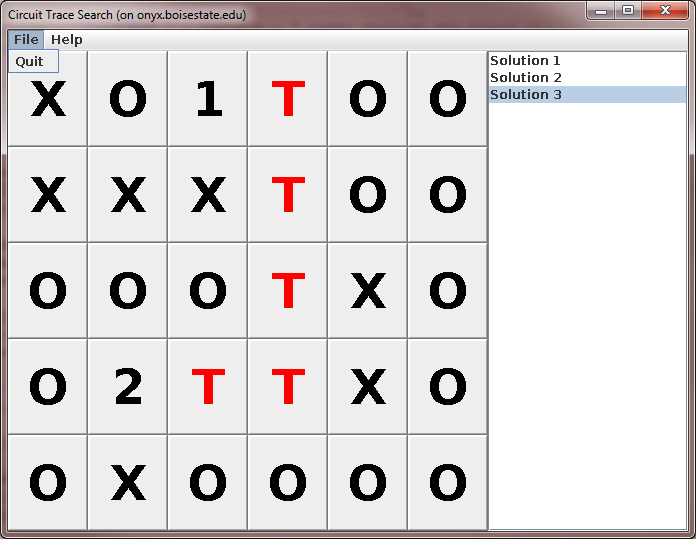 Circuit Trace Search (on onyx.boisestate.edu)
File Help
Quit
X O 1 T O O
X X X T O O
O O O T X O
O 2 T T X O
O X O O O O
Solution 1
Solution 2
Solution 3